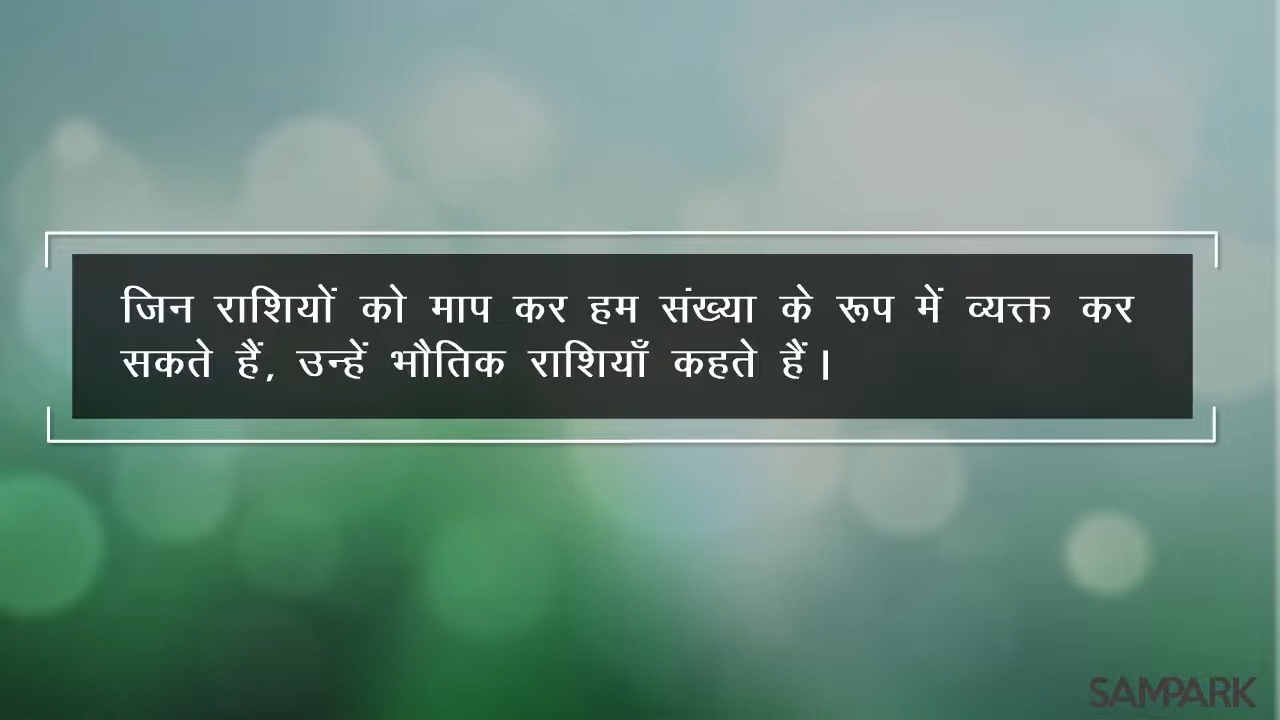 जिन राशियों को माप कर हम संख्या के रूप में व्यक्त कर
सकते हैं, उन्हें भौतिक राशियाँ कहते हैं।
SAMPARK